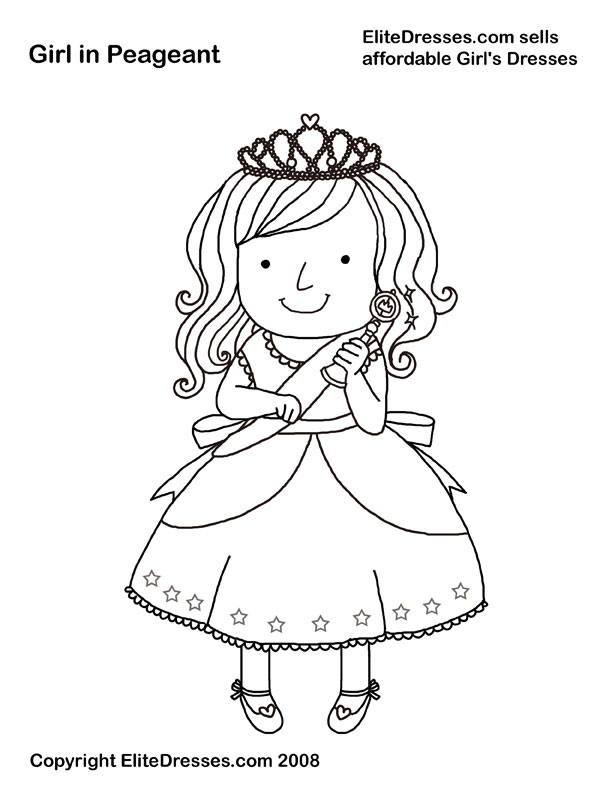 Girl in Peageant
EliteDresses.com sells
affordable Girl's Dresses
Copyright EliteDresses.com 2008